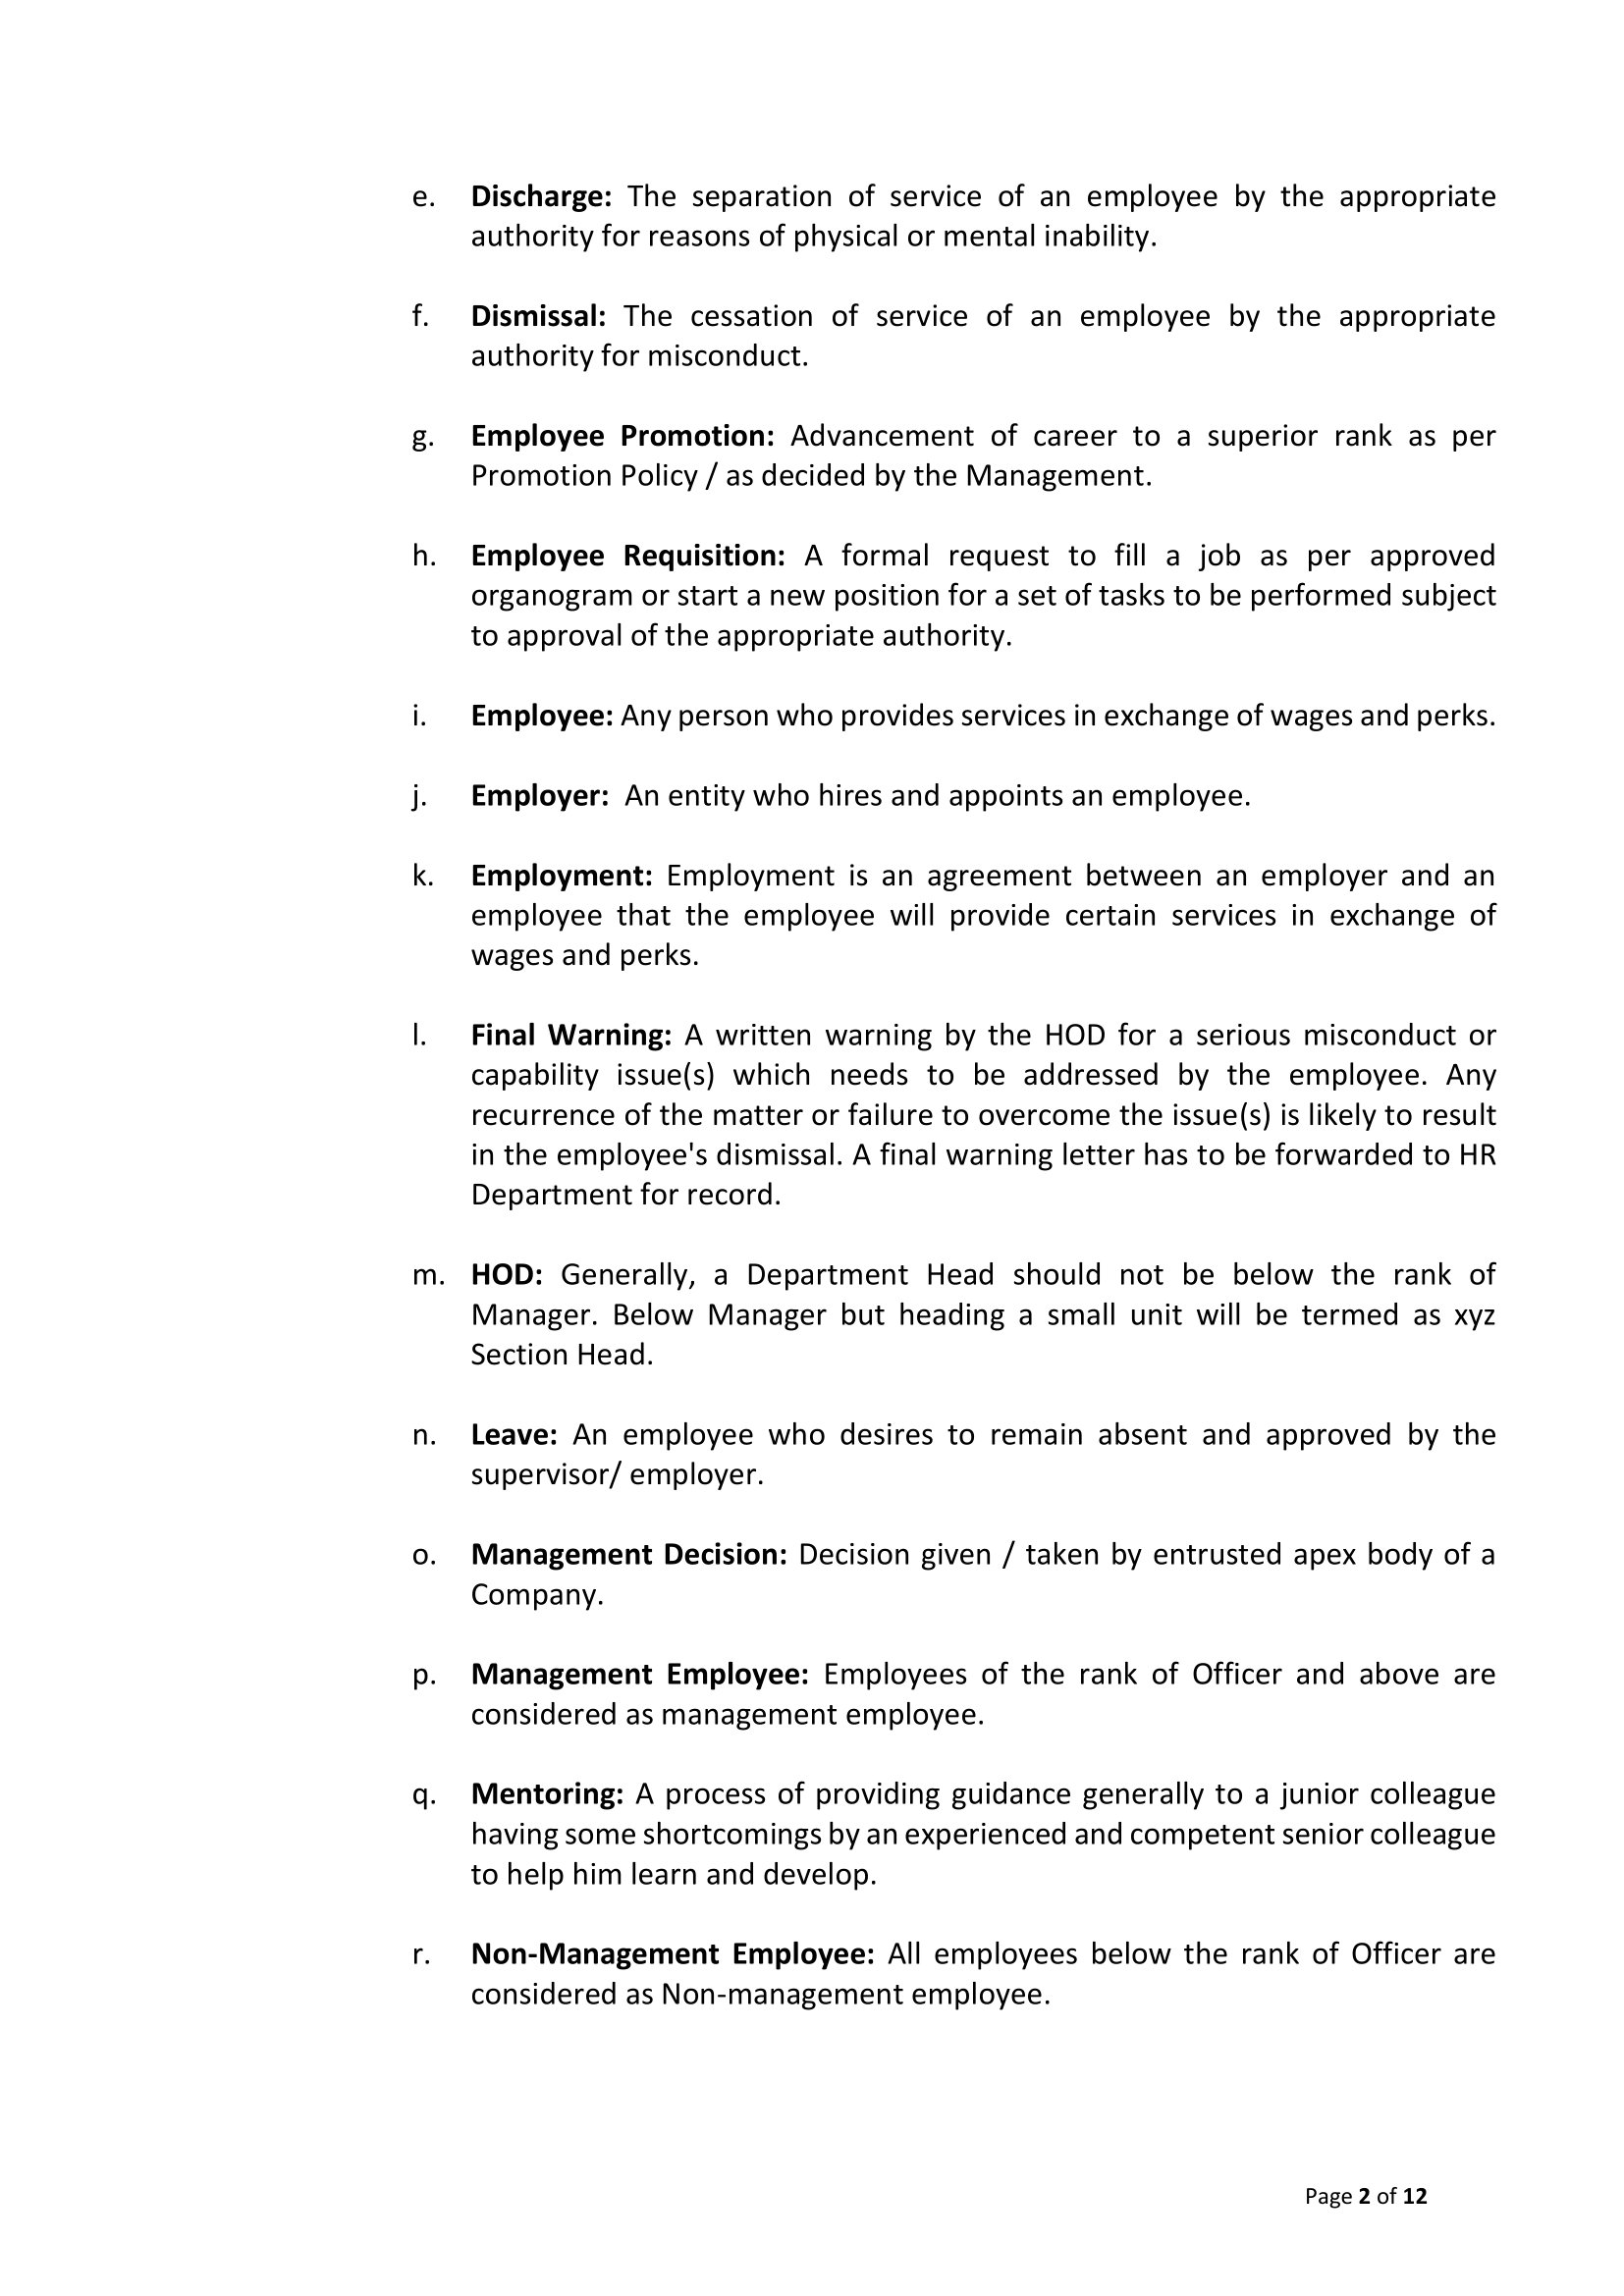 e. Discharge: The separation of service of an employee by the appropriate
authority for reasons of physical or mental inability.
f. Dismissal: The cessation of service of an employee by the appropriate
authority for misconduct.
g. Employee Promotion: Advancement of career to a superior rank as per
Promotion Policy / as decided by the Management.
h. Employee Requisition: A formal request to fill a job as per approved
organogram or start a new position for a set of tasks to be performed subject
to approval of the appropriate authority.
i. Employee: Any person who provides services in exchange of wages and perks.
j. Employer: An entity who hires and appoints an employee.
k. Employment: Employment is an agreement between an employer and an
employee that the employee will provide certain services in exchange of
wages and perks.
l. Final Warning: A written warning by the HOD for a serious misconduct or
capability issue(s) which needs to be addressed by the employee. Any
recurrence of the matter or failure to overcome the issue(s) is likely to result
in the employee's dismissal. A final warning letter has to be forwarded to HR
Department for record.
m. HOD: Generally, a Department Head should not be below the rank of
Manager. Below Manager but heading a small unit will be termed as xyz
Section Head.
n. Leave: An employee who desires to remain absent and approved by the
supervisor/ employer.
o. Management Decision: Decision given / taken by entrusted apex body of a
Company.
p. Management Employee: Employees of the rank of Officer and above are
considered as management employee.
q. Mentoring: A process of providing guidance generally to a junior colleague
having some shortcomings by an experienced and competent senior colleague
to help him learn and develop.
r. Non-Management Employee: All employees below the rank of Officer are
considered as Non-management employee.
Page 2 of 12